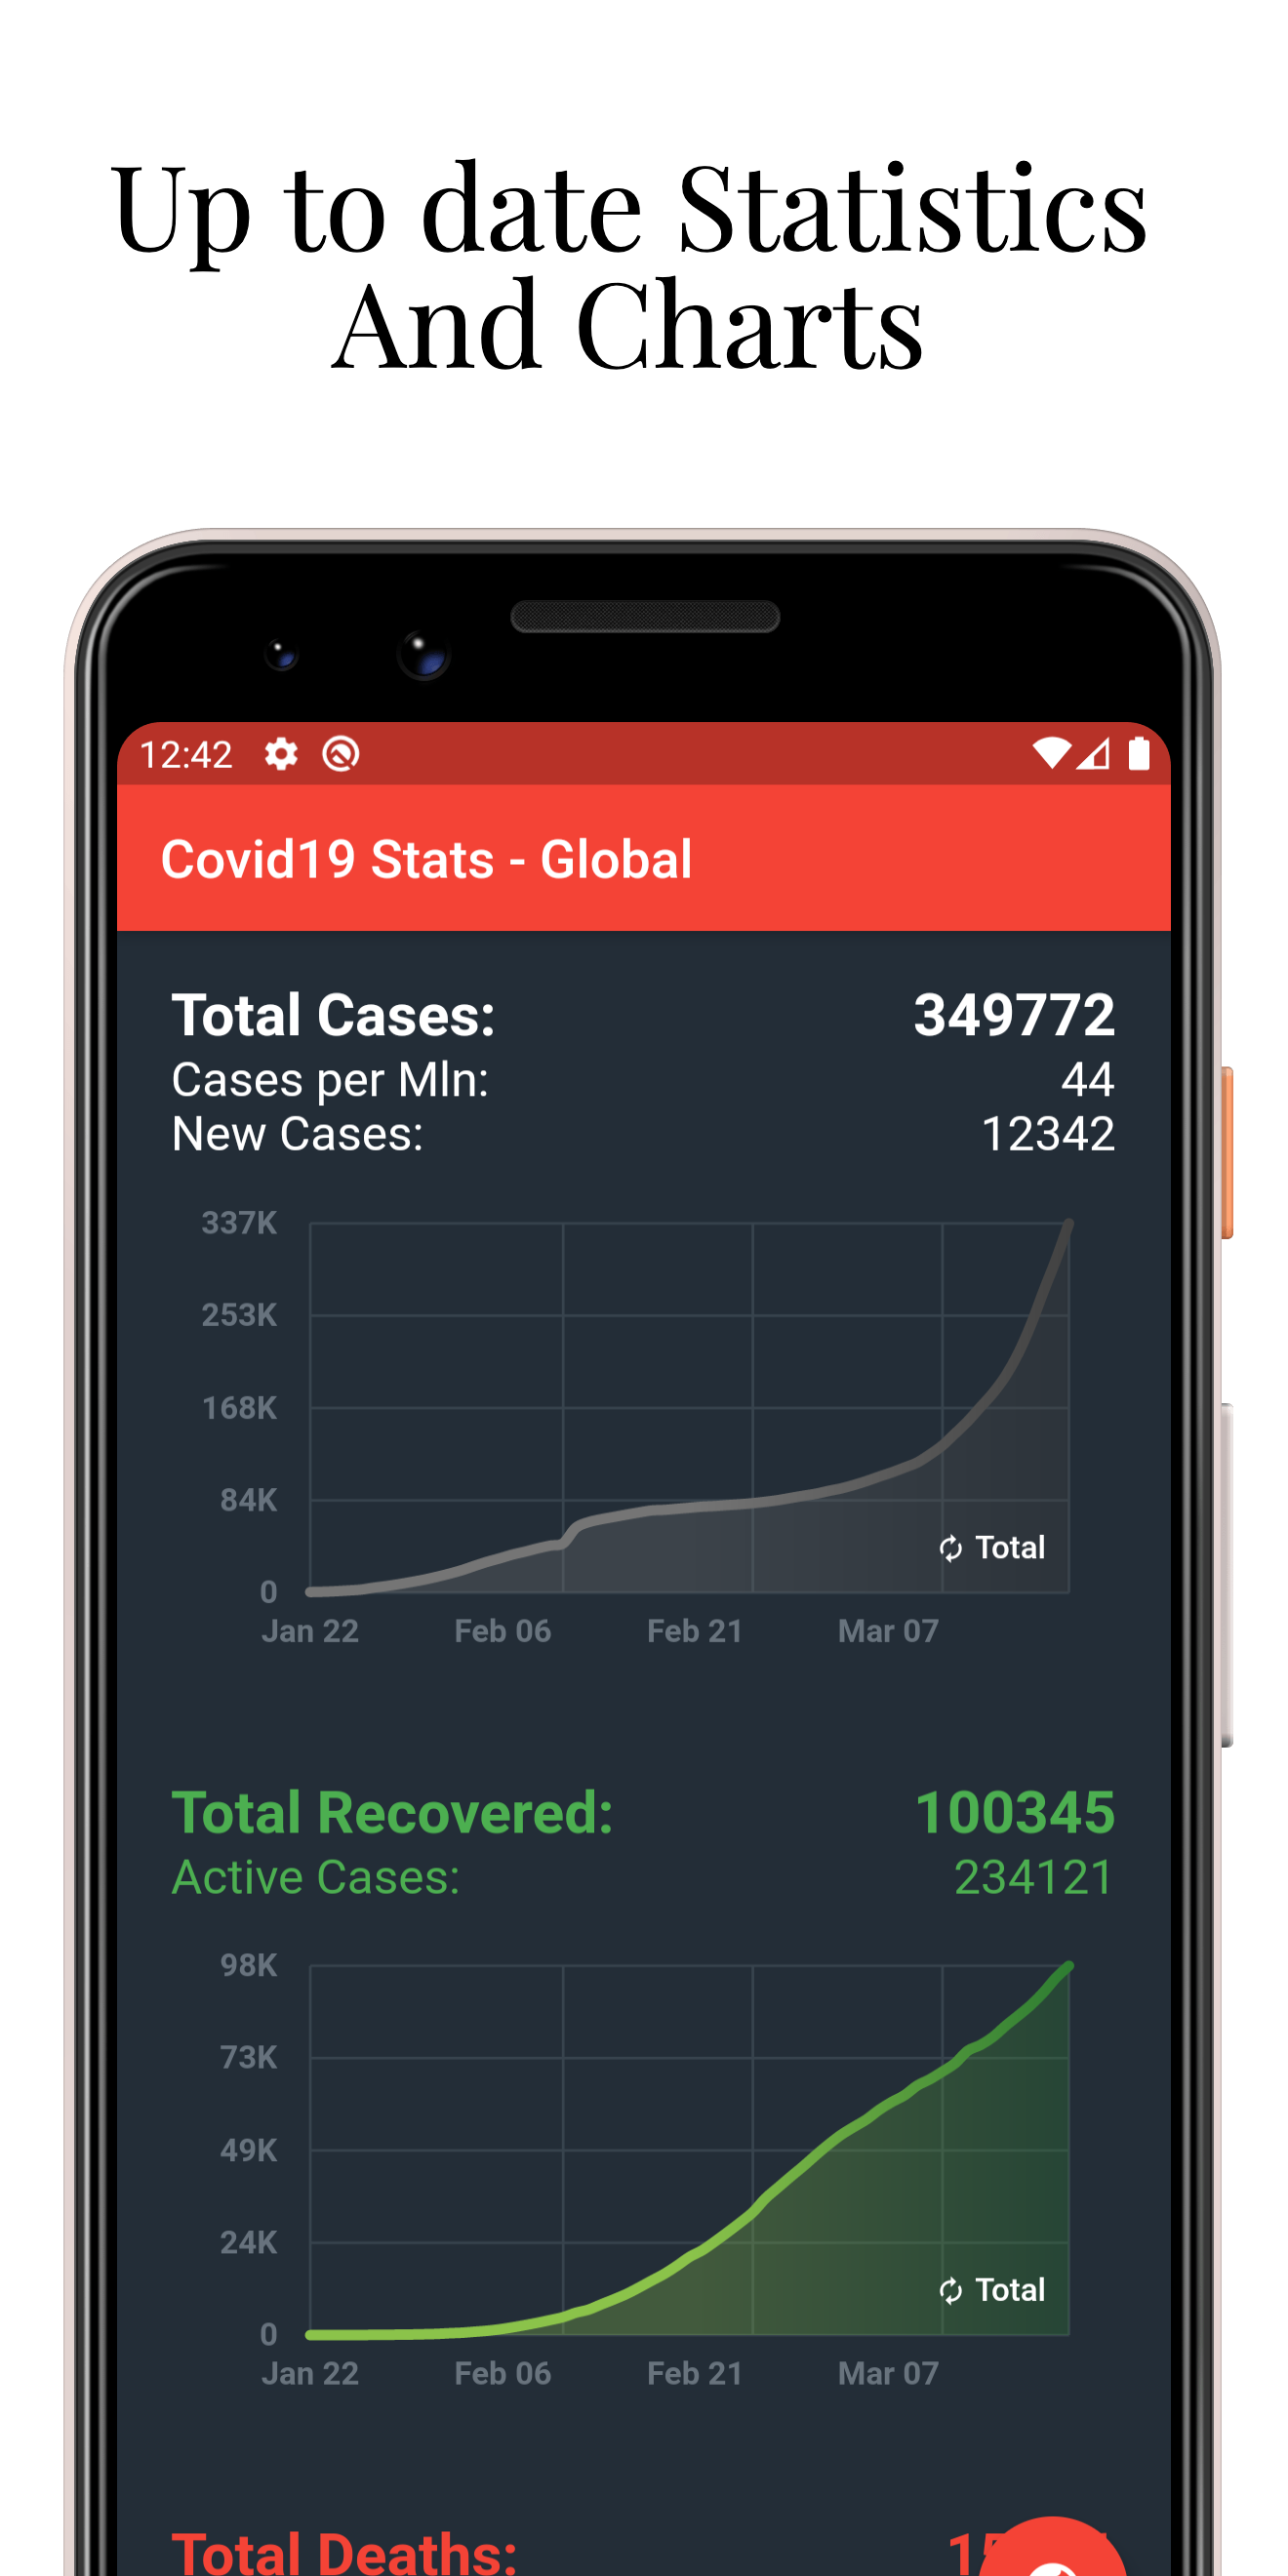 Up to date Statistics
And Charts
12:42
Covid19 Stats - Global
Total Cases: 349772
Cases per Mln: 44
New Cases: 12342
337K
253K
168K
84K
0
Jan 22 Feb 06 Feb 21 Mar 07
Total
Total Recovered: 100345
Active Cases: 234121
98K
73K
49K
24K
0
Jan 22 Feb 06 Feb 21 Mar 07
Total
Total Deaths: